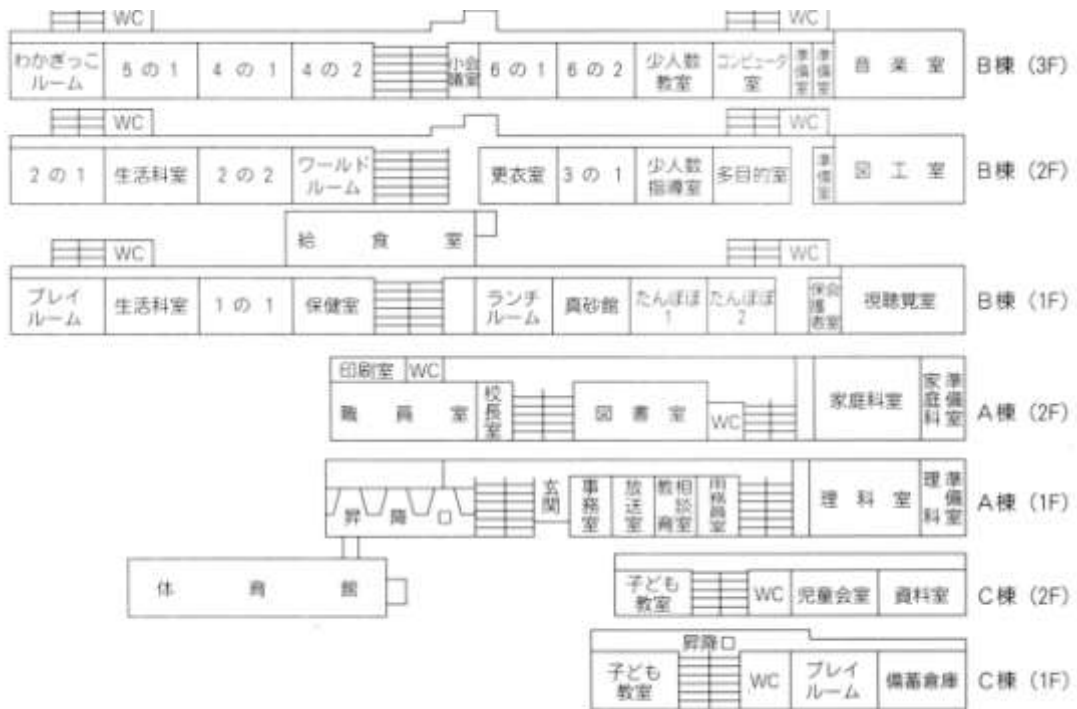 WC WC
わかぎっこルーム 5の1 4の1 4の2 小会議室 6の1 6の2 少人数教室 コンピュータ室 準備室 準備室 音楽室 B棟（3F）
WC WC
2の1 生活科室 2の2 ワールドルーム 更衣室 3の1 少人数指導室 多目的室 準備室 図工室 B棟（2F）
給食室
WC WC
プレイルーム 生活科室 1の1 保健室 ランチルーム 真砂館 たんぽぽ1 たんぽぽ2 保護者会室 視聴覚室 B棟（1F）
印刷室 WC
職員室 校長室 図書室 WC 家庭科室 家庭科準備室 A棟（2F）
昇降口 玄関 事務室 放送室 教育相談室 用務員室 理科室 理科準備室 A棟（1F）
体育館
子ども教室 WC 児童会室 資料室 C棟（2F）
昇降口
子ども教室 WC プレイルーム 備蓄倉庫 C棟（1F）